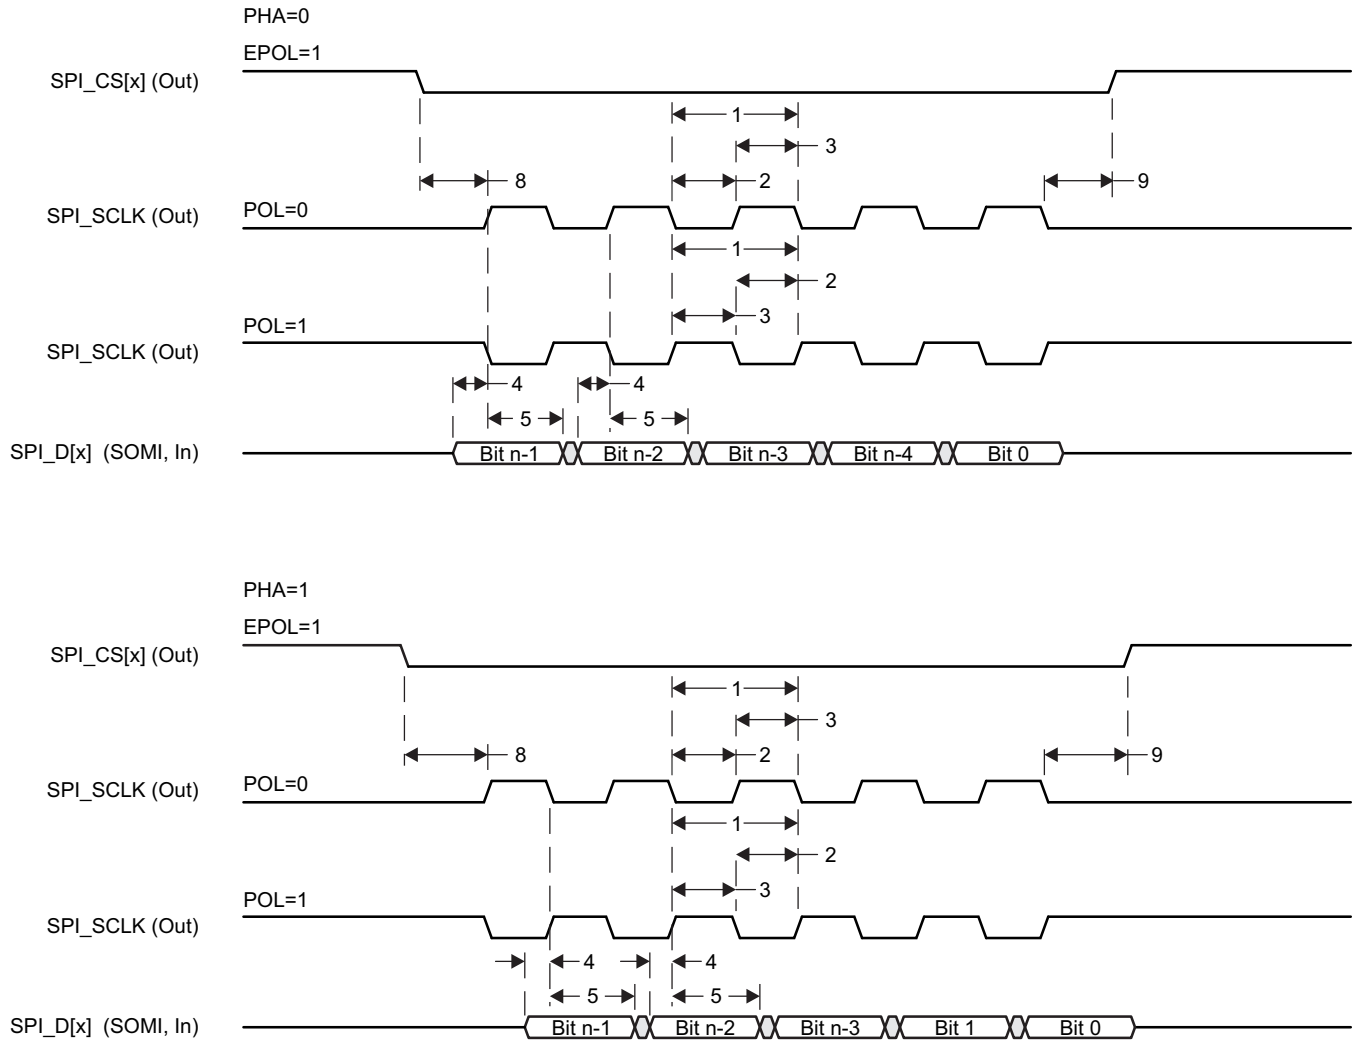 PHA=0
EPOL=1
SPI_CS[x] (Out)
1
3
8
2
9
SPI_SCLK (Out)
POL=0
1
2
3
POL=1
SPI_SCLK (Out)
4
4
5
5
SPI_D[x] (SOMI, In)
Bit n-1
Bit n-2
Bit n-3
Bit n-4
Bit 0
PHA=1
EPOL=1
SPI_CS[x] (Out)
1
3
8
2
9
SPI_SCLK (Out)
POL=0
1
2
3
POL=1
SPI_SCLK (Out)
4
4
5
5
SPI_D[x] (SOMI, In)
Bit n-1
Bit n-2
Bit n-3
Bit 1
Bit 0